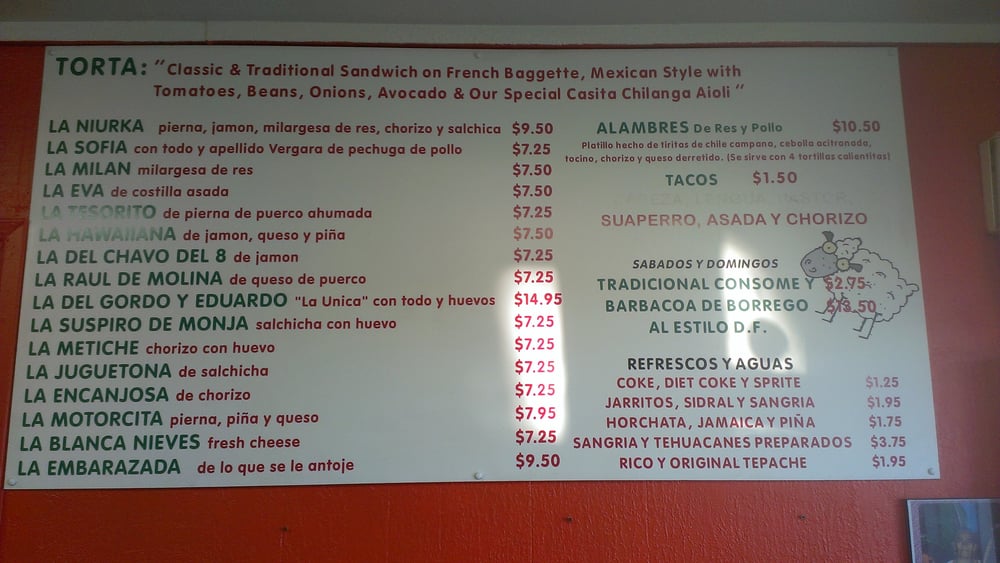 TORTA: "Classic & Traditional Sandwich on French Baggette, Mexican Style with
Tomatoes, Beans, Onions, Avocado & Our Special Casita Chilanga Aioli"
LA NIURKA pierna, jamon, milargesa de res, chorizo y salchica $9.50
LA SOFIA con todo y apellido Vergara de pechuga de pollo $7.25
LA MILAN milargesa de res $7.50
LA EVA de costilla asada $7.50
LA TESORITO de pierna de puerco ahumada $7.25
LA HAWAIIANA de jamon, queso y piña $7.50
LA DEL CHAVO DEL 8 de jamon $7.25
LA RAUL DE MOLINA de queso de puerco $7.25
LA DEL GORDO Y EDUARDO "La Unica" con todo y huevos $14.95
LA SUSPIRO DE MONJA salchicha con huevo $7.25
LA METICHE chorizo con huevo $7.25
LA JUGUETONA de salchicha $7.25
LA ENCANJOSA de chorizo $7.25
LA MOTORCITA pierna, piña y queso $7.95
LA BLANCA NIEVES fresh cheese $7.25
LA EMBARAZADA de lo que se le antoje $9.50
ALAMBRES De Res y Pollo $10.50
Platillo hecho de tiritas de chile campana, cebolla acitronada,
tocino, chorizo y queso derretido. (Se sirve con 4 tortillas calientitas)
TACOS $1.50
CABEZA, LENGUA, PASTOR,
SUAPERRO, ASADA Y CHORIZO
SABADOS Y DOMINGOS
TRADICIONAL CONSOME Y $2.75
BARBACOA DE BORREGO $13.50
AL ESTILO D.F.
REFRESCOS Y AGUAS
COKE, DIET COKE Y SPRITE $1.25
JARRITOS, SIDRAL Y SANGRIA $1.95
HORCHATA, JAMAICA Y PIÑA $1.75
SANGRIA Y TEHUACANES PREPARADOS $3.75
RICO Y ORIGINAL TEPACHE $1.95